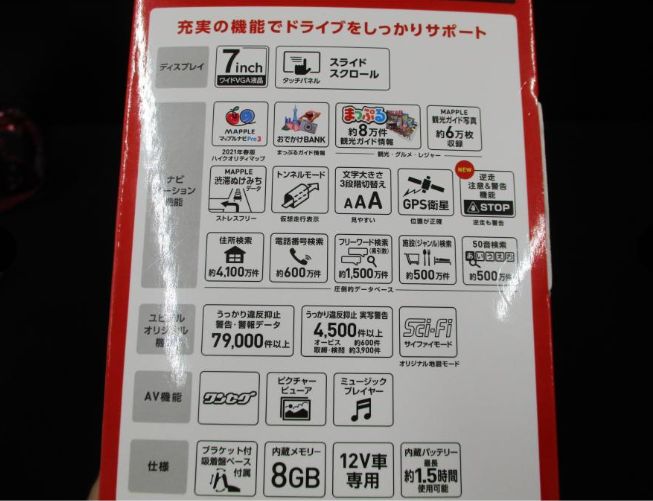 充実の機能でドライブをしっかりサポート
ディスプレイ
7inch
ワイドVGA液晶
タッチパネル
スライド
スクロール
ナビ
ーション
機能
MAPPLE
マップルナビPro3
2021年春版
ハイクオリティマップ
おでかけBANK
まっぷるガイド情報
まっぷる
約8万件
観光ガイド情報
MAPPLE
観光ガイド写真
約6万枚
収録
観光・グルメ・レジャー
MAPPLE
渋滞ぬけみち
データ
ストレスフリー
トンネルモード
仮想走行表示
文字大きさ
3段階切替え
AAA
見やすい
GPS衛星
位置が正確
NEW
逆走
注意&警告
機能
STOP
逆走も警告
住所検索
約4,100万件
電話番号検索
約600万件
フリーワード検索
(索引数)
約1,500万件
施設(ジャンル)検索
約500万件
50音検索
あいうえお
約500万件
圧倒的データベース
ユピテル
オリジナル
機
うっかり違反抑止
警告・警報データ
79,000件以上
うっかり違反抑止 実写警告
4,500件以上
オービス 約600件
取締・検問 約3,900件
Sci-Fi
サイファイモード
オリジナル地図モード
AV機能
ワンセグ
ピクチャー
ビューア
ミュージック
プレイヤー
仕様
ブラケット付
吸着盤ベース
付属
内蔵メモリー
8GB
12V車
専用
内蔵バッテリー
最長
約1.5時間
使用可能